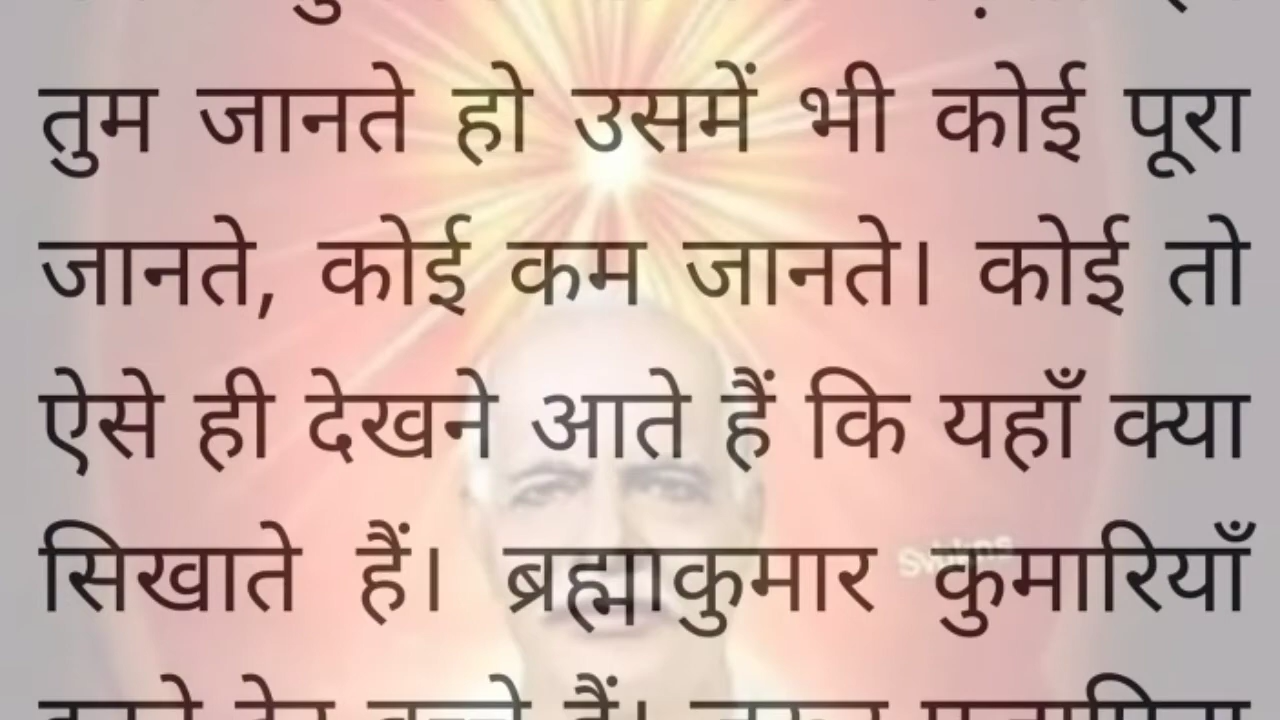 तुम जानते हो उसमें भी कोई पूरा
जानते, कोई कम जानते। कोई तो
ऐसे ही देखने आते हैं कि यहाँ क्या
सिखाते हैं। ब्रह्माकुमार कुमारियाँ